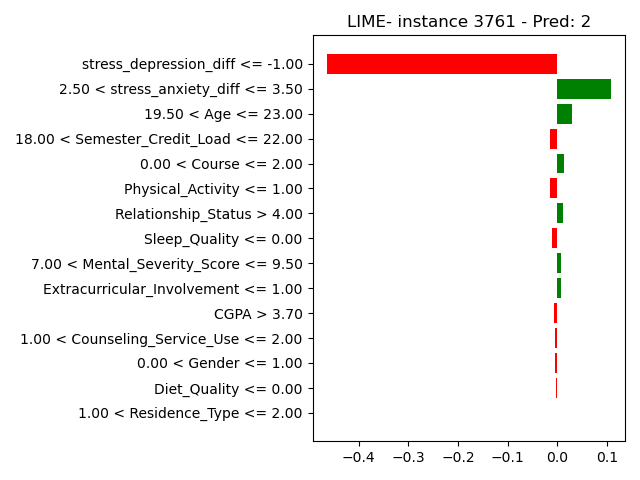 LIME- instance 3761 - Pred: 2
stress_depression_diff <= -1.00
2.50 < stress_anxiety_diff <= 3.50
19.50 < Age <= 23.00
18.00 < Semester_Credit_Load <= 22.00
0.00 < Course <= 2.00
Physical_Activity <= 1.00
Relationship_Status > 4.00
Sleep_Quality <= 0.00
7.00 < Mental_Severity_Score <= 9.50
Extracurricular_Involvement <= 1.00
CGPA > 3.70
1.00 < Counseling_Service_Use <= 2.00
0.00 < Gender <= 1.00
Diet_Quality <= 0.00
1.00 < Residence_Type <= 2.00
−0.4 −0.3 −0.2 −0.1 0.0 0.1